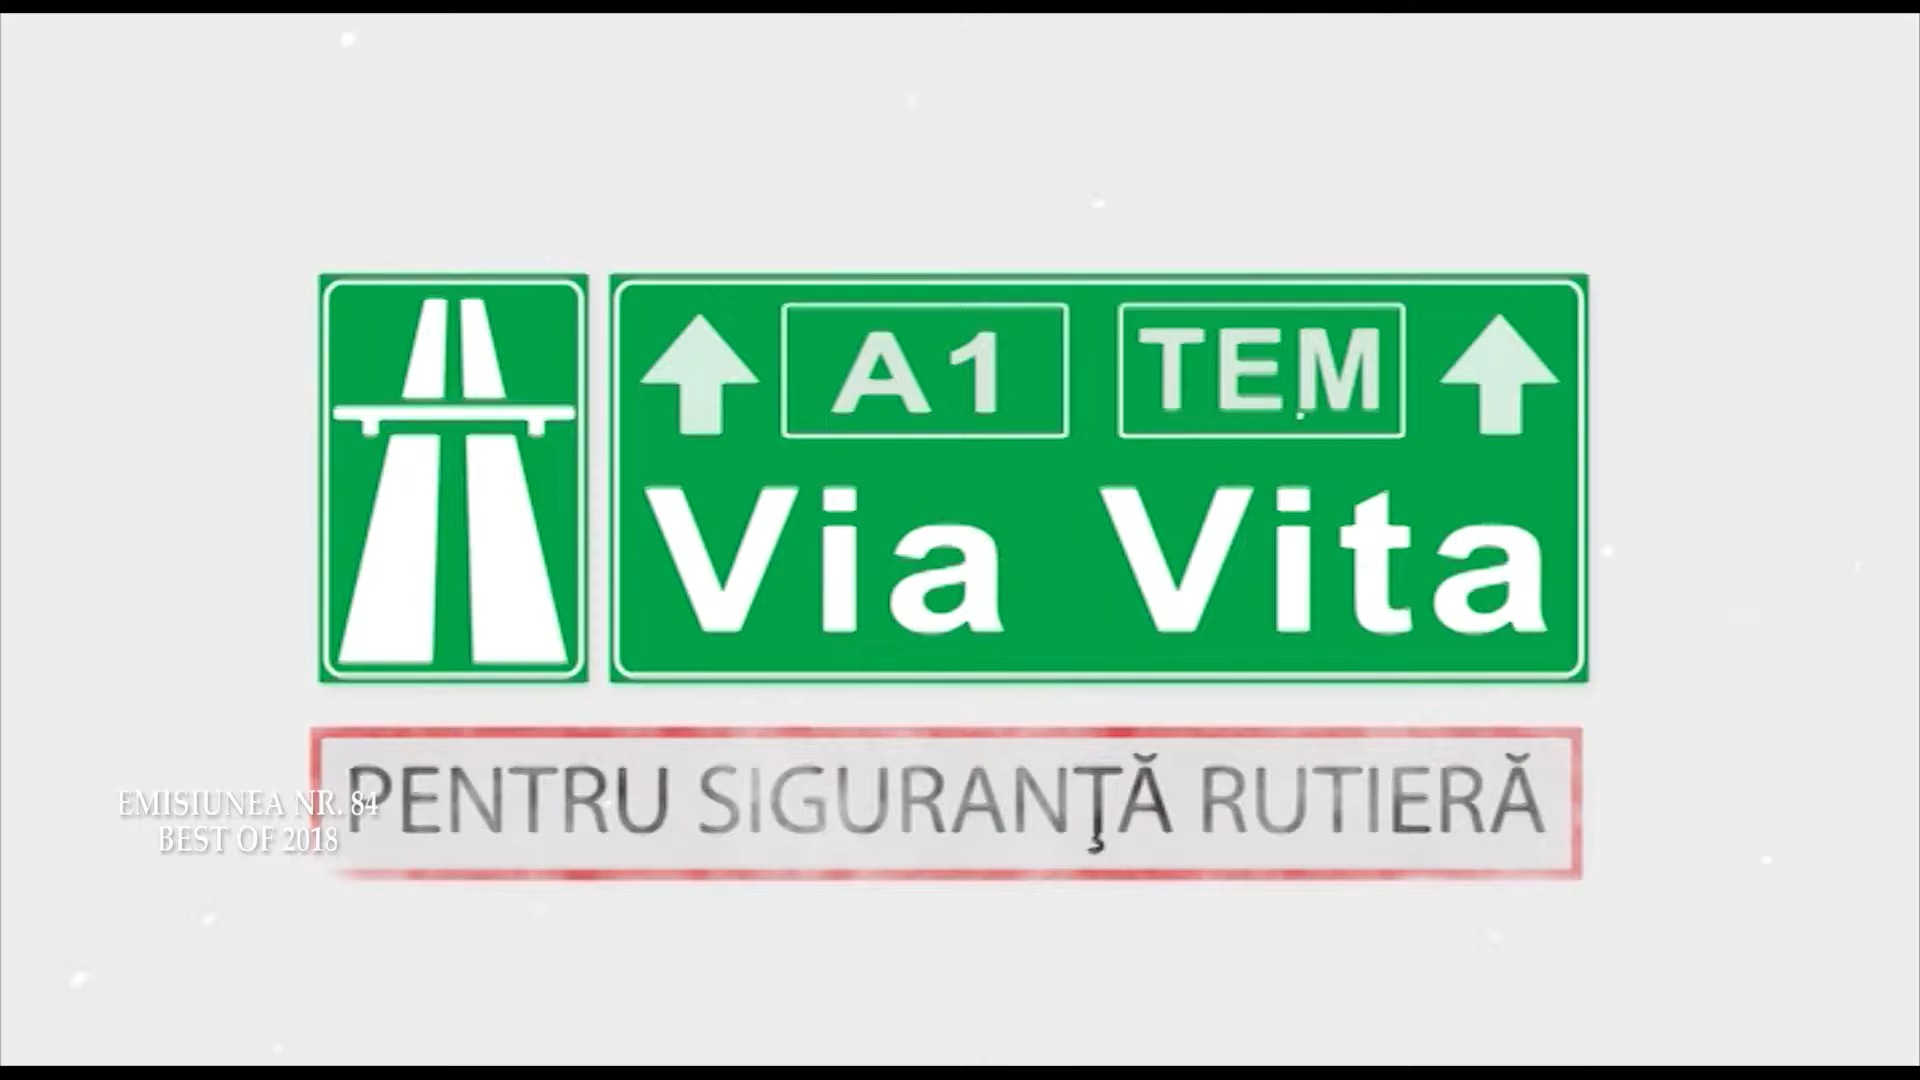 A1 TEM
Via Vita
PENTRU SIGURANŢĂ RUTIERĂ
EMISIUNEA NR. 84
BEST OF 2018